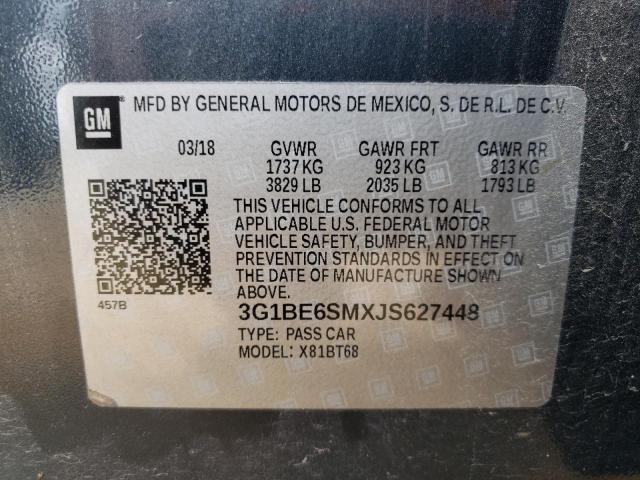 GM
MFD BY GENERAL MOTORS DE MEXICO, S. DE R.L. DE C.V.
03/18 GVWR GAWR FRT GAWR RR
1737 KG 923 KG 813 KG
3829 LB 2035 LB 1793 LB
THIS VEHICLE CONFORMS TO ALL
APPLICABLE U.S. FEDERAL MOTOR
VEHICLE SAFETY, BUMPER, AND THEFT
PREVENTION STANDARDS IN EFFECT ON
THE DATE OF MANUFACTURE SHOWN
ABOVE.
457B
3G1BE6SMXJS627448
TYPE: PASS CAR
MODEL: X81BT68